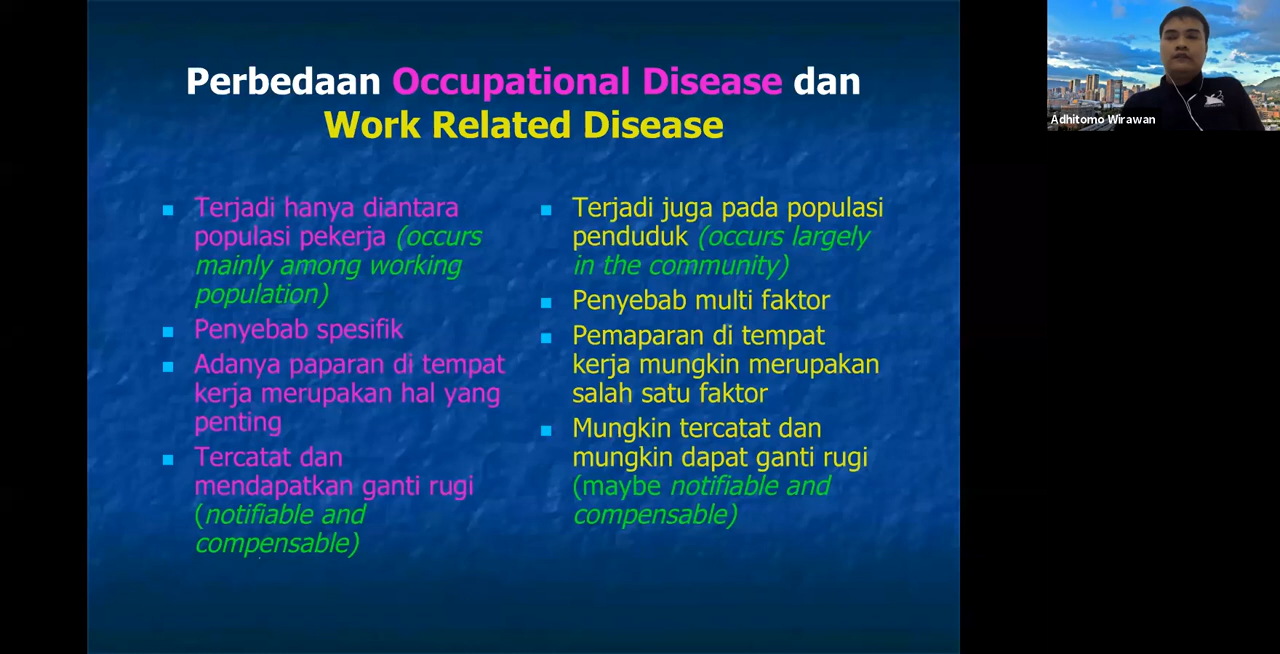 Perbedaan Occupational Disease dan
Work Related Disease
Terjadi hanya diantara
populasi pekerja (occurs
mainly among working
population)
Penyebab spesifik
Adanya paparan di tempat
kerja merupakan hal yang
penting
Tercatat dan
mendapatkan ganti rugi
(notifiable and
compensable)
Terjadi juga pada populasi
penduduk (occurs largely
in the community)
Penyebab multi faktor
Pemaparan di tempat
kerja mungkin merupakan
salah satu faktor
Mungkin tercatat dan
mungkin dapat ganti rugi
(maybe notifiable and
compensable)
Adhitomo Wirawan